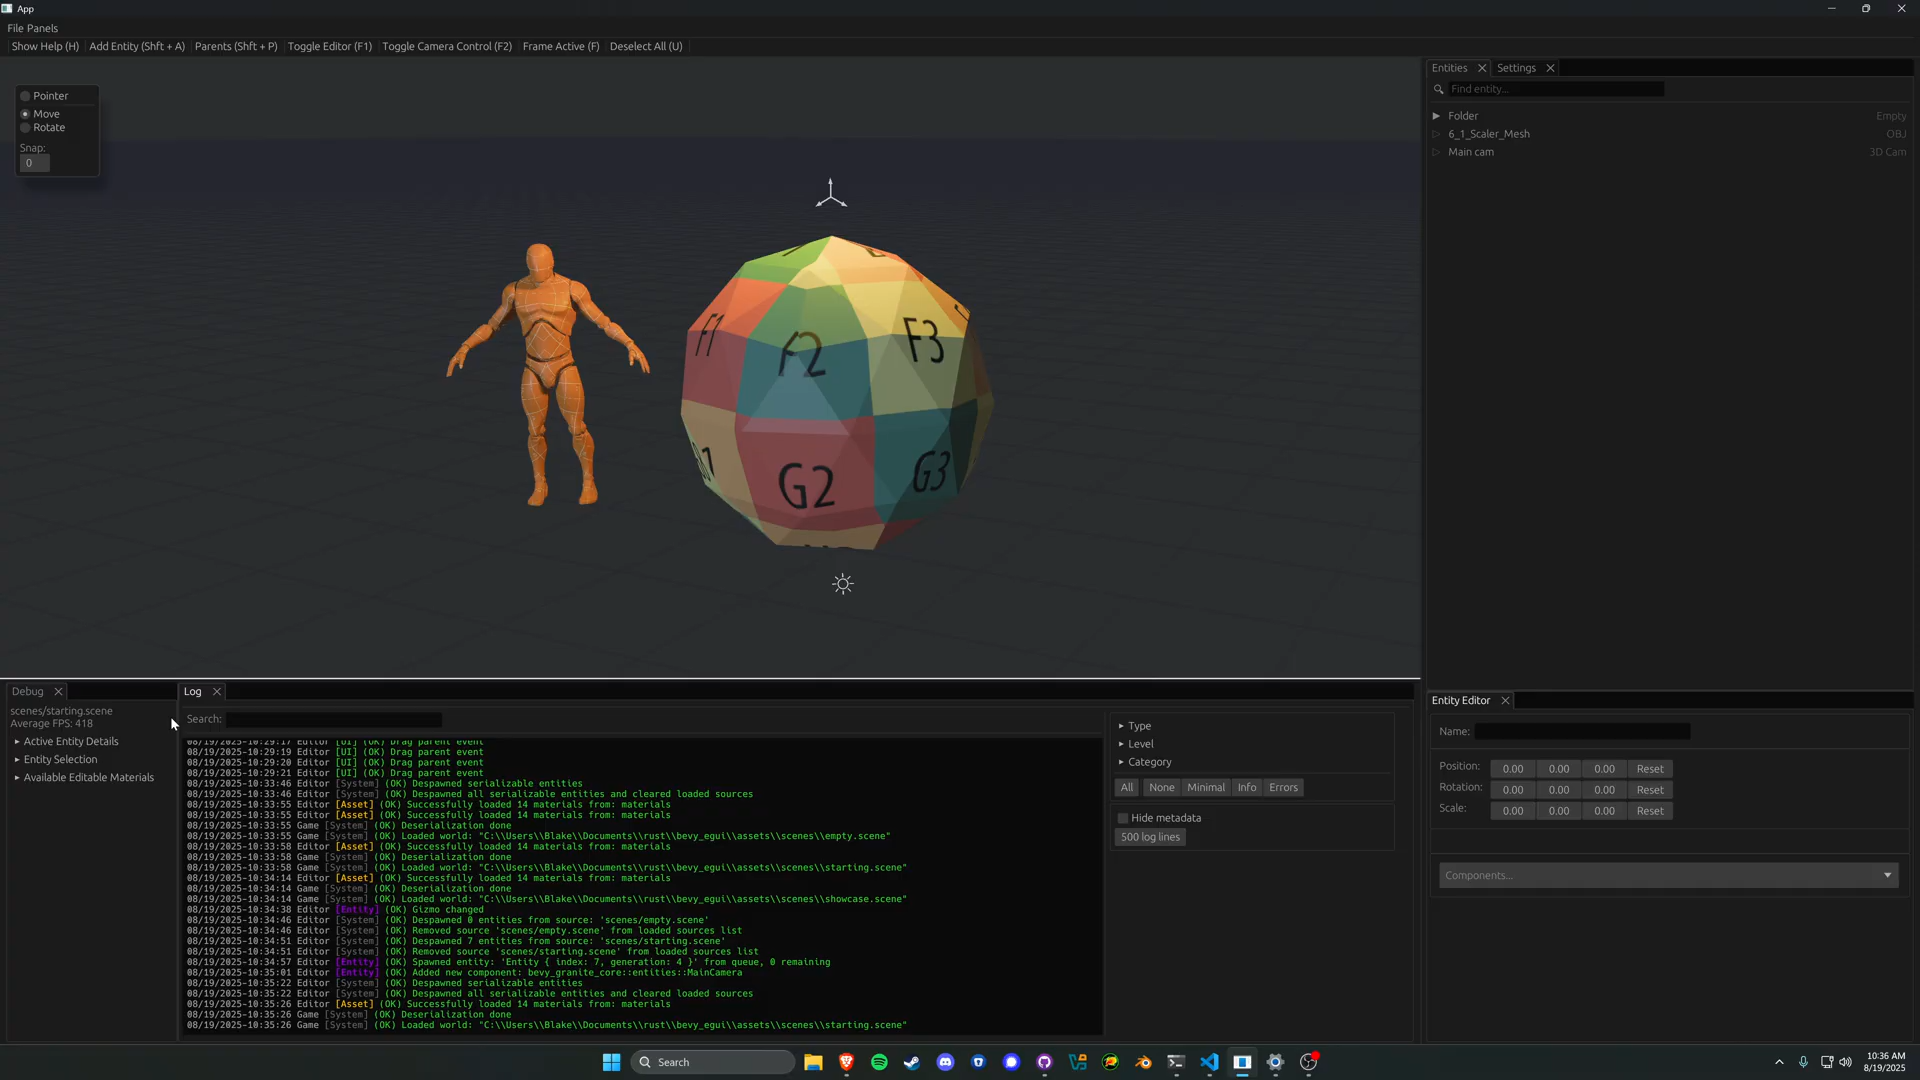 App
File Panels
Show Help (H) Add Entity (Shft + A) Parents (Shft + P) Toggle Editor (F1) Toggle Camera Control (F2) Frame Active (F) Deselect All (U)
Pointer
Move
Rotate
Snap:
0
F1
F2
F3
G2
G3
Entities
Settings
Find entity...
Folder Empty
6_1_Scaler_Mesh OBJ
Main cam 3D Cam
Debug
scenes/starting.scene
Average FPS: 418
Active Entity Details
Entity Selection
Available Editable Materials
Log
Search:
08/19/2025-10:29:17 Editor [UI] (OK) Drag parent event
08/19/2025-10:29:19 Editor [UI] (OK) Drag parent event
08/19/2025-10:29:20 Editor [UI] (OK) Drag parent event
08/19/2025-10:29:21 Editor [UI] (OK) Drag parent event
08/19/2025-10:33:46 Editor [System] (OK) Despawned serializable entities
08/19/2025-10:33:46 Editor [System] (OK) Despawned all serializable entities and cleared loaded sources
08/19/2025-10:33:55 Editor [Asset] (OK) Successfully loaded 14 materials from: materials
08/19/2025-10:33:55 Editor [Asset] (OK) Successfully loaded 14 materials from: materials
08/19/2025-10:33:55 Game [System] (OK) Deserialization done
08/19/2025-10:33:55 Game [System] (OK) Loaded world: "C:\\Users\\Blake\\Documents\\rust\\bevy_egui\\assets\\scenes\\empty.scene"
08/19/2025-10:33:58 Editor [Asset] (OK) Successfully loaded 14 materials from: materials
08/19/2025-10:33:58 Game [System] (OK) Deserialization done
08/19/2025-10:33:58 Game [System] (OK) Loaded world: "C:\\Users\\Blake\\Documents\\rust\\bevy_egui\\assets\\scenes\\starting.scene"
08/19/2025-10:34:14 Editor [Asset] (OK) Successfully loaded 14 materials from: materials
08/19/2025-10:34:14 Game [System] (OK) Deserialization done
08/19/2025-10:34:14 Game [System] (OK) Loaded world: "C:\\Users\\Blake\\Documents\\rust\\bevy_egui\\assets\\scenes\\showcase.scene"
08/19/2025-10:34:38 Editor [Entity] (OK) Gizmo changed
08/19/2025-10:34:46 Editor [System] (OK) Despawned 0 entities from source: 'scenes/empty.scene'
08/19/2025-10:34:46 Editor [System] (OK) Removed source 'scenes/empty.scene' from loaded sources list
08/19/2025-10:34:51 Editor [System] (OK) Despawned 7 entities from source: 'scenes/starting.scene'
08/19/2025-10:34:51 Editor [System] (OK) Removed source 'scenes/starting.scene' from loaded sources list
08/19/2025-10:34:57 Editor [Entity] (OK) Spawned entity: 'Entity { index: 7, generation: 4 }' from queue, 0 remaining
08/19/2025-10:35:01 Editor [Entity] (OK) Added new component: bevy_granite_core::entities::MainCamera
08/19/2025-10:35:22 Editor [System] (OK) Despawned serializable entities
08/19/2025-10:35:22 Editor [System] (OK) Despawned all serializable entities and cleared loaded sources
08/19/2025-10:35:26 Editor [Asset] (OK) Successfully loaded 14 materials from: materials
08/19/2025-10:35:26 Game [System] (OK) Deserialization done
08/19/2025-10:35:26 Game [System] (OK) Loaded world: "C:\\Users\\Blake\\Documents\\rust\\bevy_egui\\assets\\scenes\\starting.scene"
Type
Level
Category
All None Minimal Info Errors
Hide metadata
500 log lines
Entity Editor
Name:
Position: 0.00 0.00 0.00 Reset
Rotation: 0.00 0.00 0.00 Reset
Scale: 0.00 0.00 0.00 Reset
Components...
Search
10:36 AM
8/19/2025